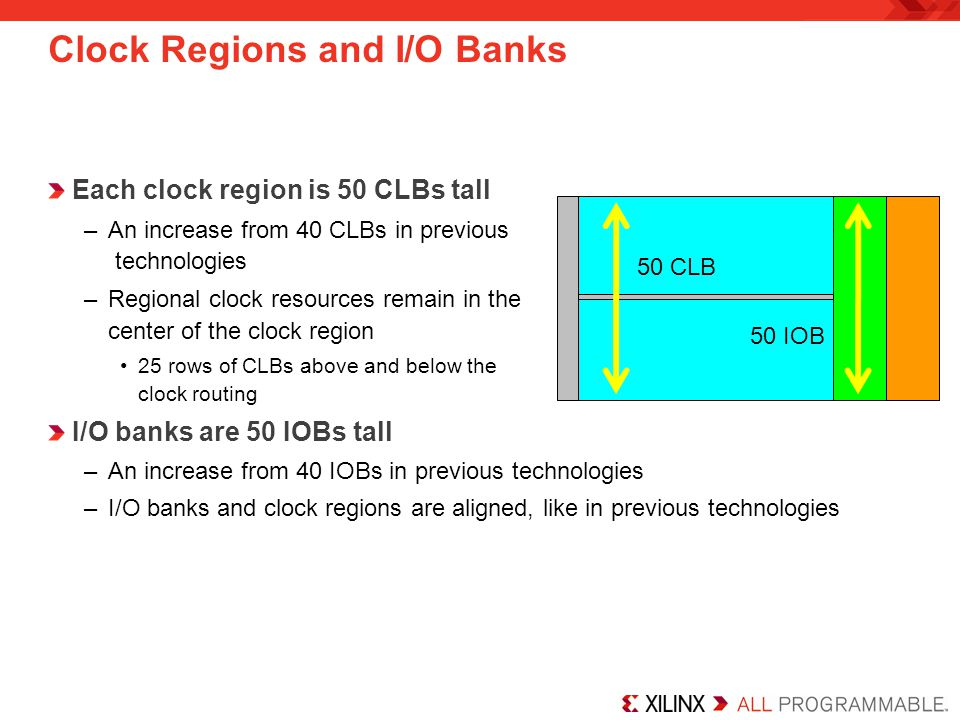 Clock Regions and I/O Banks
Each clock region is 50 CLBs tall
– An increase from 40 CLBs in previous
technologies
– Regional clock resources remain in the
center of the clock region
• 25 rows of CLBs above and below the
clock routing
I/O banks are 50 IOBs tall
– An increase from 40 IOBs in previous technologies
– I/O banks and clock regions are aligned, like in previous technologies
50 CLB
50 IOB
XILINX ALL PROGRAMMABLE™